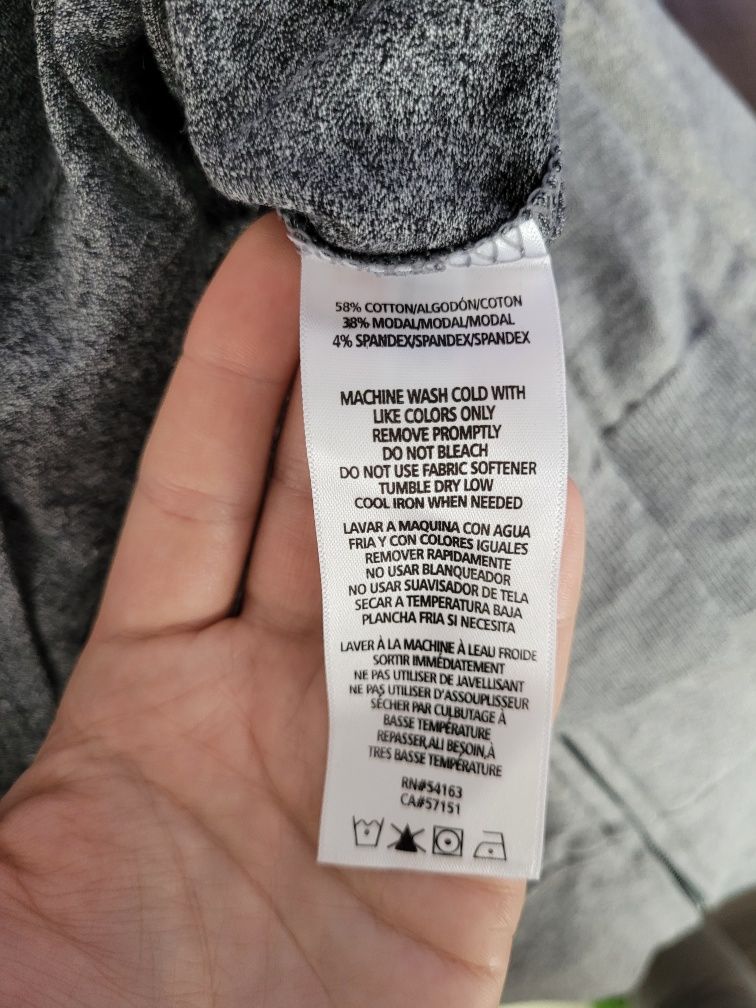 58% COTTON/ALGODÓN/COTON
38% MODAL/MODAL/MODAL
4% SPANDEX/SPANDEX/SPANDEX
MACHINE WASH COLD WITH
LIKE COLORS ONLY
REMOVE PROMPTLY
DO NOT BLEACH
DO NOT USE FABRIC SOFTENER
TUMBLE DRY LOW
COOL IRON WHEN NEEDED
LAVAR A MAQUINA CON AGUA
FRIA Y CON COLORES IGUALES
REMOVER RAPIDAMENTE
NO USAR BLANQUEADOR
NO USAR SUAVISADOR DE TELA
SECAR A TEMPERATURA BAJA
PLANCHA FRIA SI NECESITA
LAVER À LA MACHINE À LEAU FROIDE
SORTIR IMMÉDIATEMENT
NE PAS UTILISER DE JAVELLISANT
NE PAS UTILISER D'ASSOUPLISSEUR
SÉCHER PAR CULBUTAGE À
BASSE TEMPÉRATURE
REPASSER,ALI BESOIN,À
TRES BASSE TEMPÉRATURE
RN#54163
CA#57151